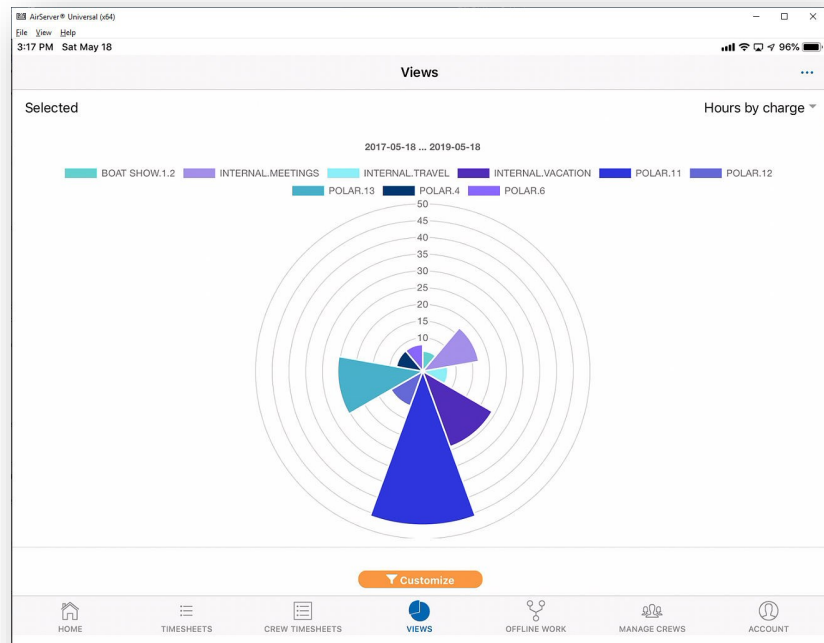 AirServer® Universal (x64)
File View Help
3:17 PM Sat May 18 96%
Views
Selected Hours by charge
2017-05-18 ... 2019-05-18
BOAT SHOW.1.2 INTERNAL.MEETINGS INTERNAL.TRAVEL INTERNAL.VACATION POLAR.11 POLAR.12
POLAR.13 POLAR.4 POLAR.6
50
45
40
35
30
25
20
15
10
Customize
HOME TIMESHEETS CREW TIMESHEETS VIEWS OFFLINE WORK MANAGE CREWS ACCOUNT